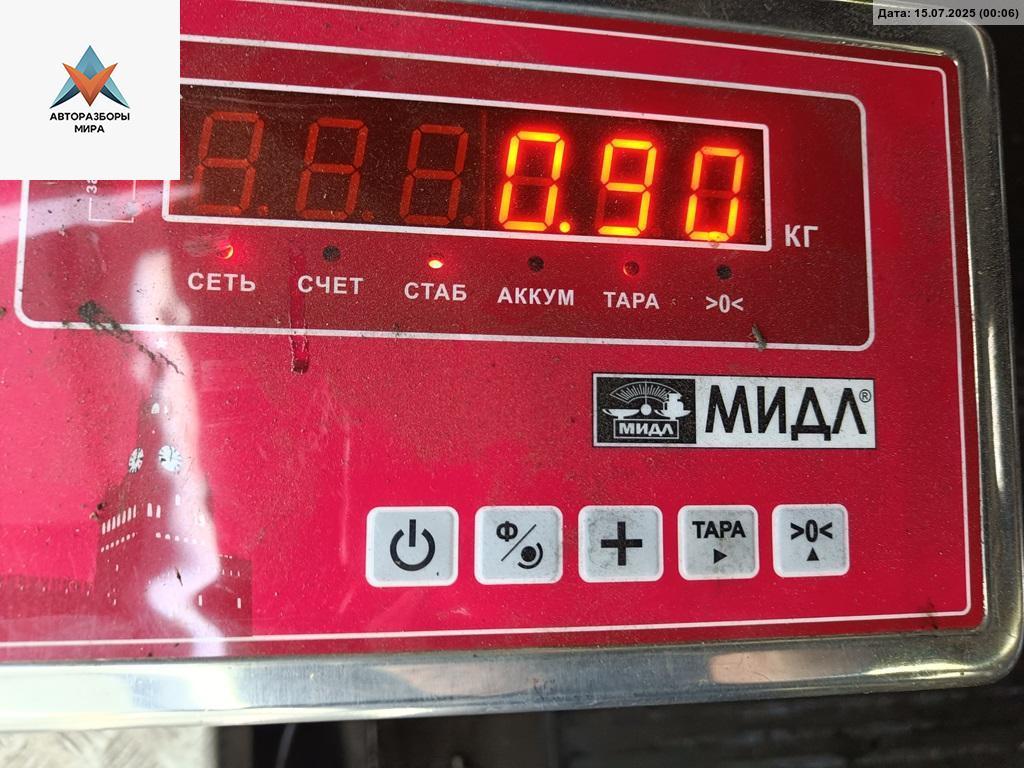 Дата: 15.07.2025 (00:06)
АВТОРАЗБОРЫ
МИРА
0.90
КГ
СЕТЬ СЧЕТ СТАБ АККУМ ТАРА >0<
МИДЛ МИДЛ®
Ф ТАРА >0<